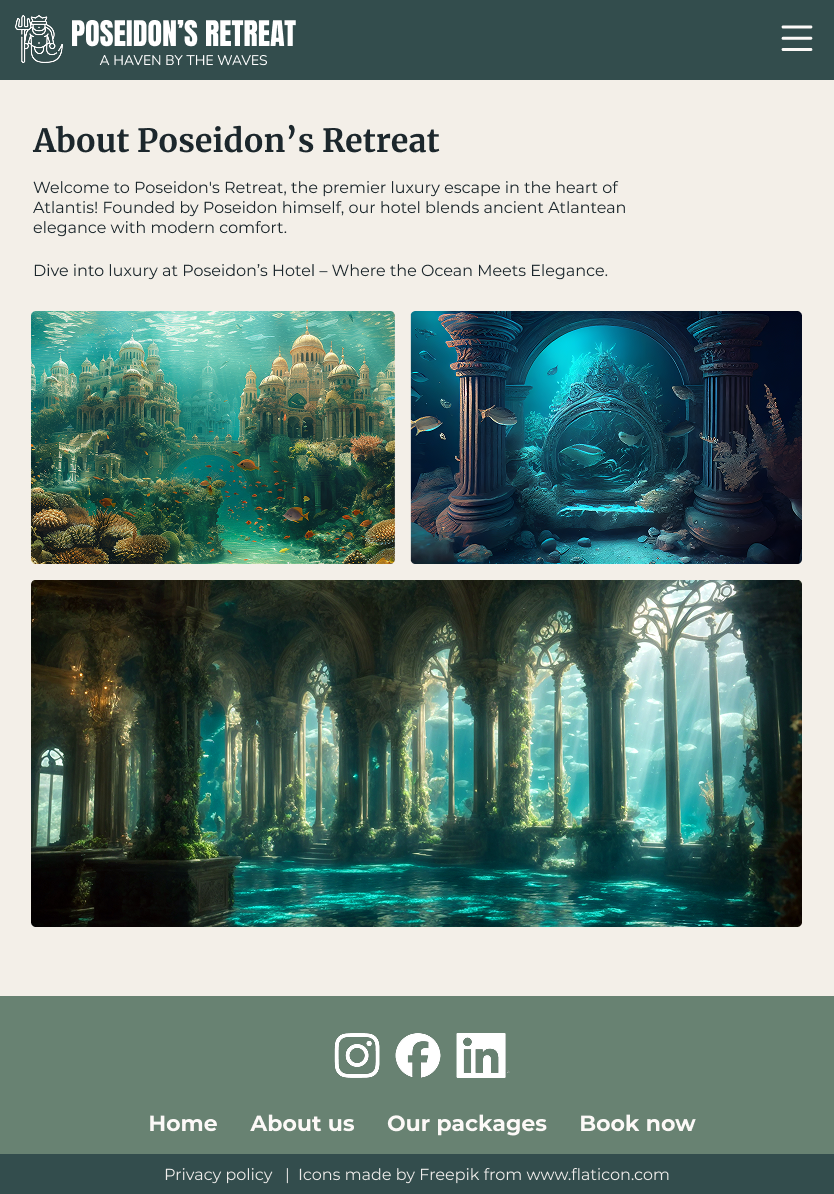 POSEIDON’S RETREAT
A HAVEN BY THE WAVES
About Poseidon’s Retreat
Welcome to Poseidon's Retreat, the premier luxury escape in the heart of
Atlantis! Founded by Poseidon himself, our hotel blends ancient Atlantean
elegance with modern comfort.
Dive into luxury at Poseidon’s Hotel – Where the Ocean Meets Elegance.
in
Home About us Our packages Book now
Privacy policy | Icons made by Freepik from www.flaticon.com